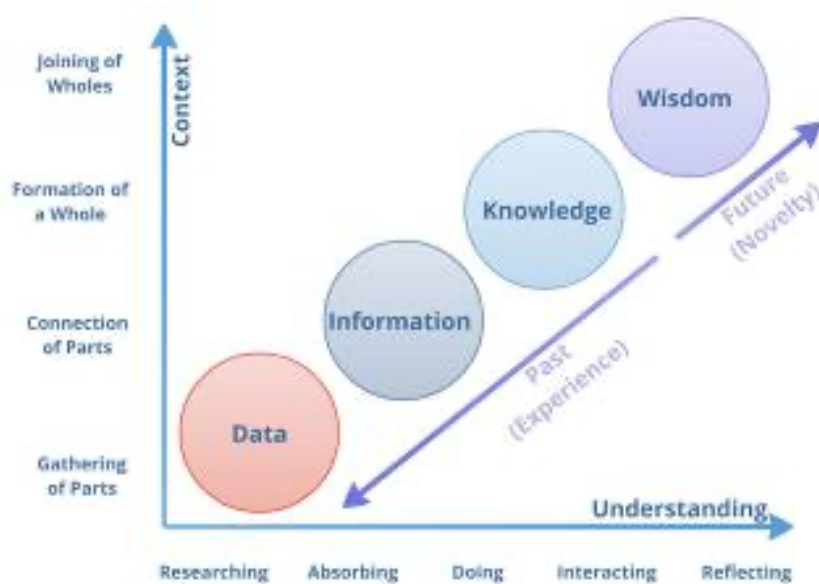 Joining of
Wholes
Context
Wisdom
Formation of
a Whole
Knowledge
Future
(Novelty)
Connection
of Parts
Information
Past
(Experience)
Gathering
of Parts
Data
Understanding
Researching
Absorbing
Doing
Interacting
Reflecting